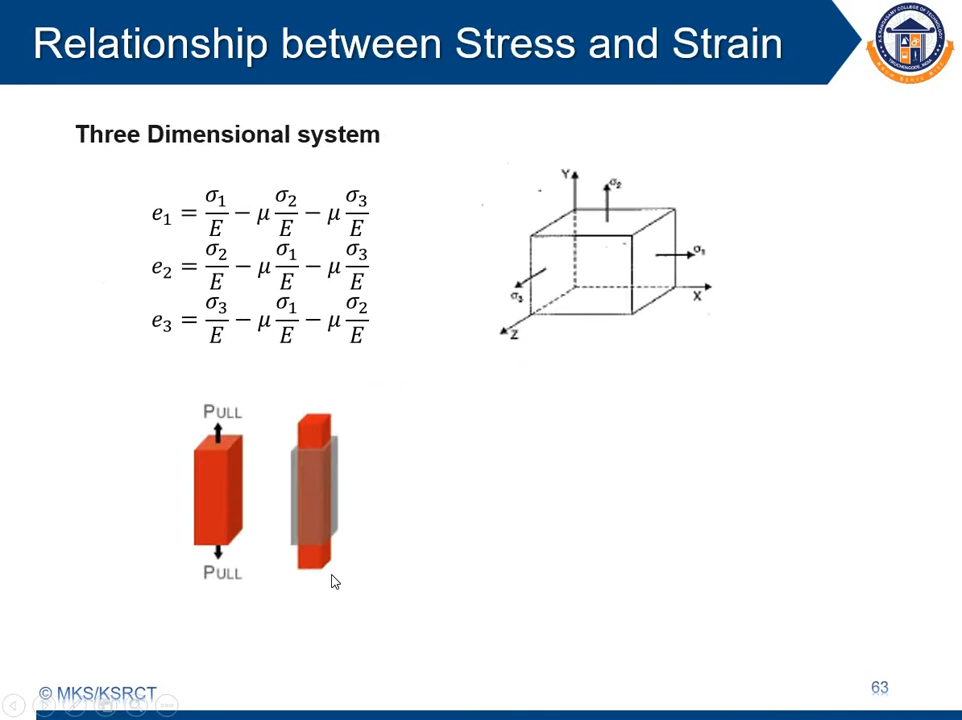 Relationship between Stress and Strain
Three Dimensional system
e₁ = σ₁/E − μ σ₂/E − μ σ₃/E
e₂ = σ₂/E − μ σ₁/E − μ σ₃/E
e₃ = σ₃/E − μ σ₁/E − μ σ₂/E
Y
σ₂
σ₁
σ₃
X
Z
PULL
PULL
© MKS/KSRCT
63